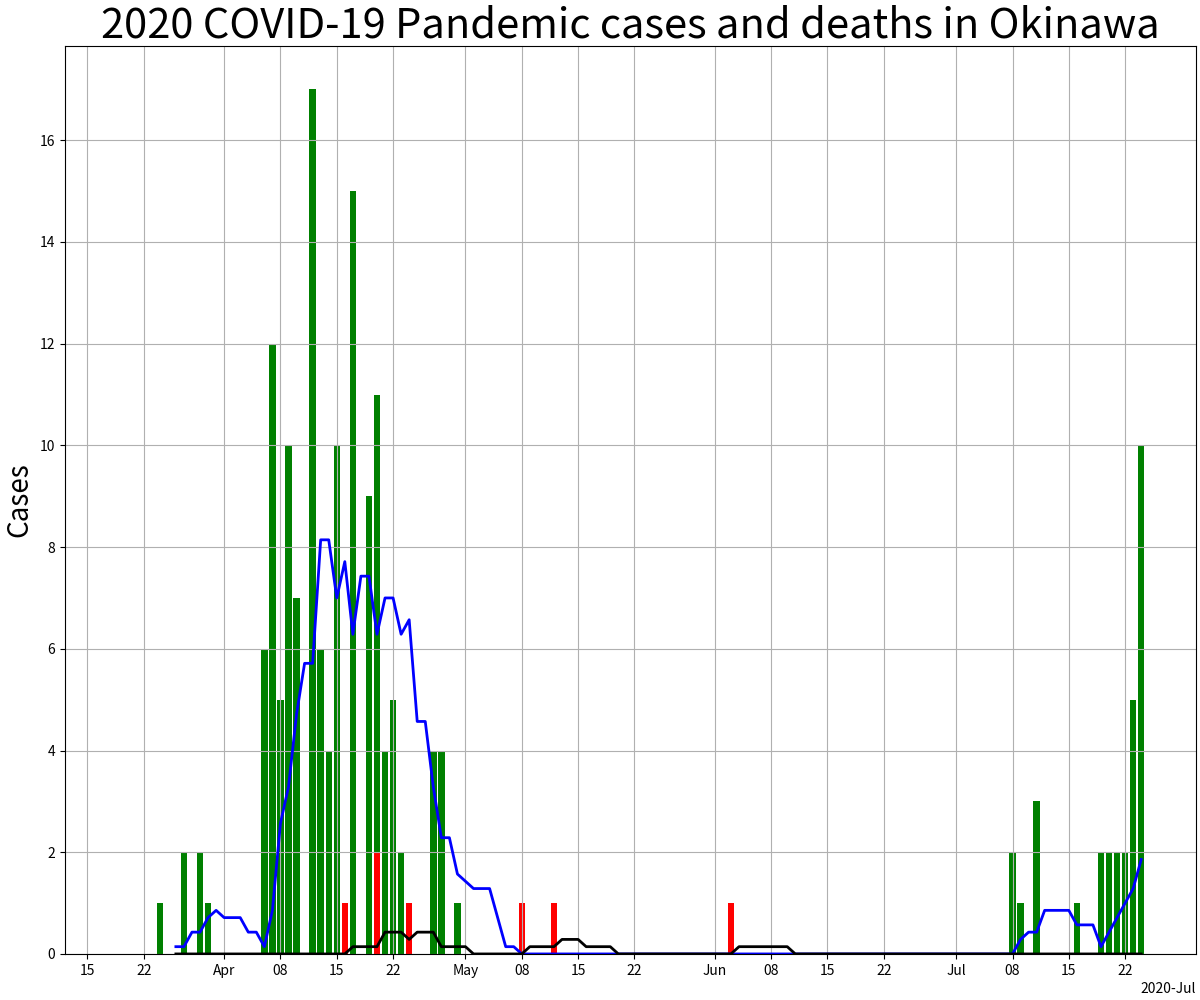 2020 COVID-19 Pandemic cases and deaths in Okinawa
16
14
12
10
8
6
4
2
0
Cases
15 22 Apr 08 15 22 May 08 15 22 Jun 08 15 22 Jul 08 15 22
2020-Jul